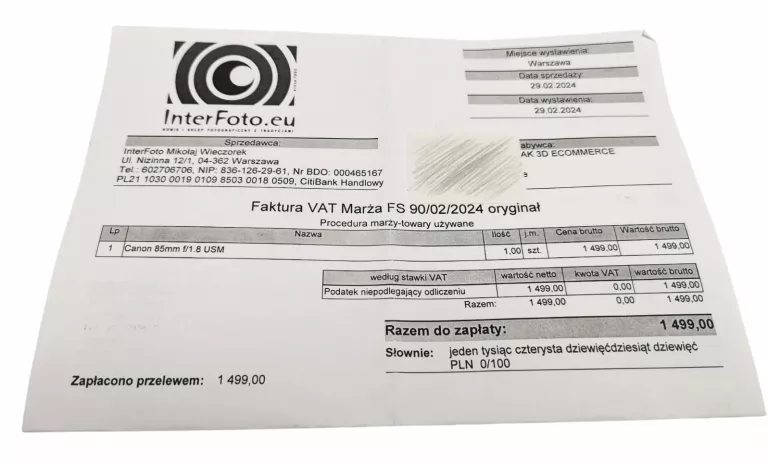 InterFoto.eu
Sprzedawca:
InterFoto Mikołaj Wieczorek
Ul. Nizinna 12/1, 04-362 Warszawa
Tel.: 602706706, NIP: 836-126-29-61, Nr BDO: 000465167
PL21 1030 0019 0109 8503 0018 0509, CitiBank Handlowy
Miejsce wystawienia:
Warszawa
Data sprzedaży:
29.02.2024
Data wystawienia:
29.02.2024
abywca:
AK 3D ECOMMERCE
e
Faktura VAT Marża FS 90/02/2024 oryginał
Procedura marży-towary używane
Lp Nazwa Ilość j.m. Cena brutto Wartość brutto
1 Canon 85mm f/1.8 USM 1,00 szt. 1 499,00 1 499,00
według stawki VAT wartość netto kwota VAT wartość brutto
Podatek niepodlegający odliczeniu 1 499,00 0,00 1 499,00
Razem: 1 499,00 0,00 1 499,00
Razem do zapłaty: 1 499,00
Słownie: jeden tysiąc czterysta dziewięćdziesiąt dziewięć
PLN 0/100
Zapłacono przelewem: 1 499,00